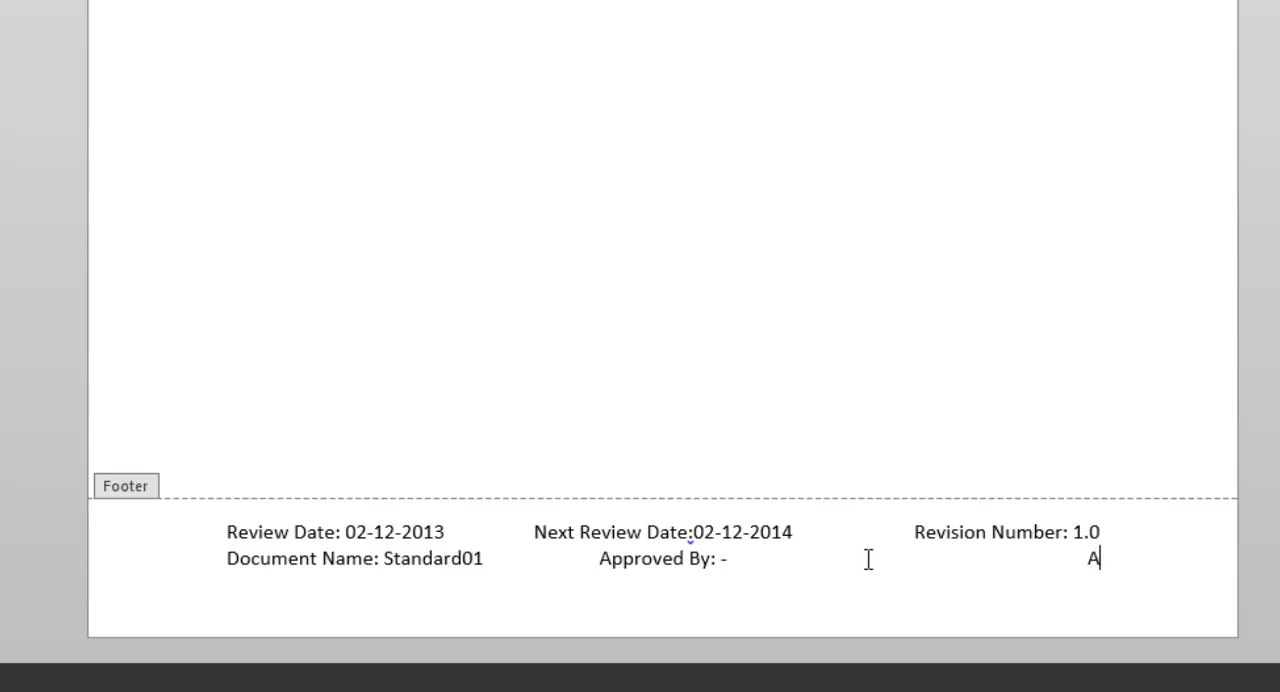 Footer
Review Date: 02-12-2013 Next Review Date:02-12-2014 Revision Number: 1.0
Document Name: Standard01 Approved By: - A